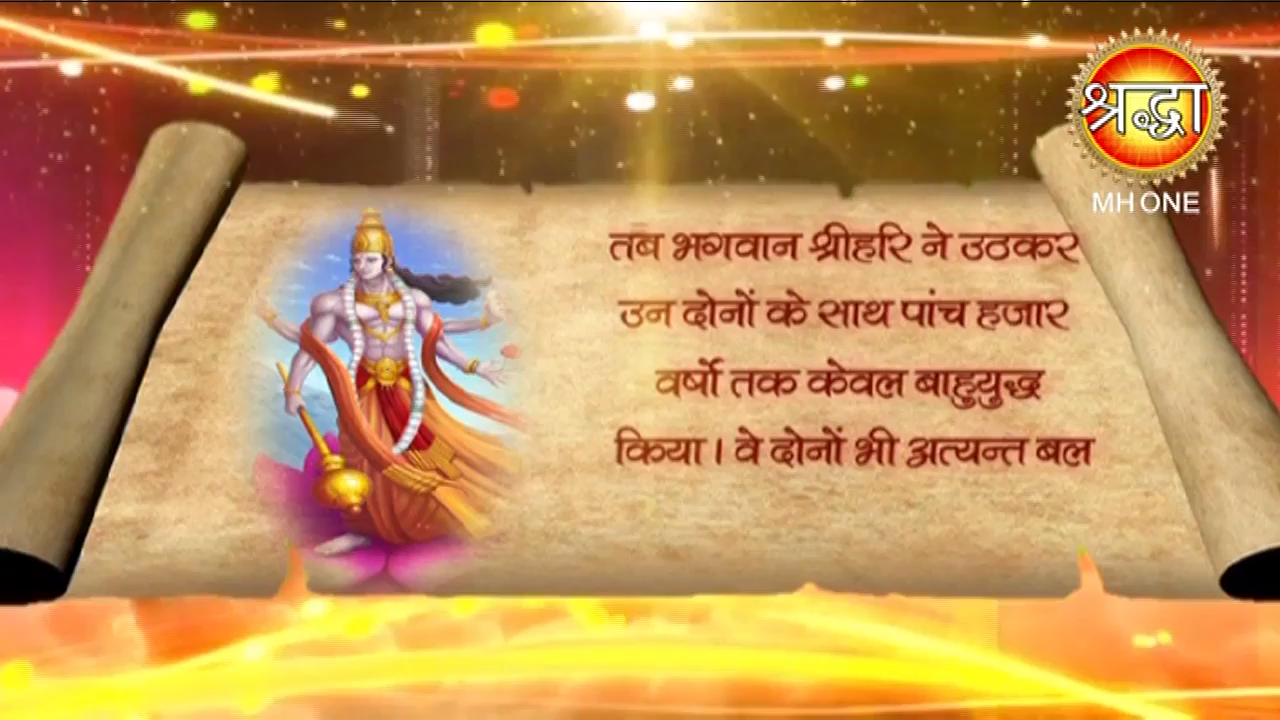 श्रद्धा
MH ONE
तब भगवान श्रीहरि ने उठकर
उन दोनों के साथ पांच हजार
वर्षो तक केवल बाहुयुद्ध
किया । वे दोनों भी अत्यन्त बल